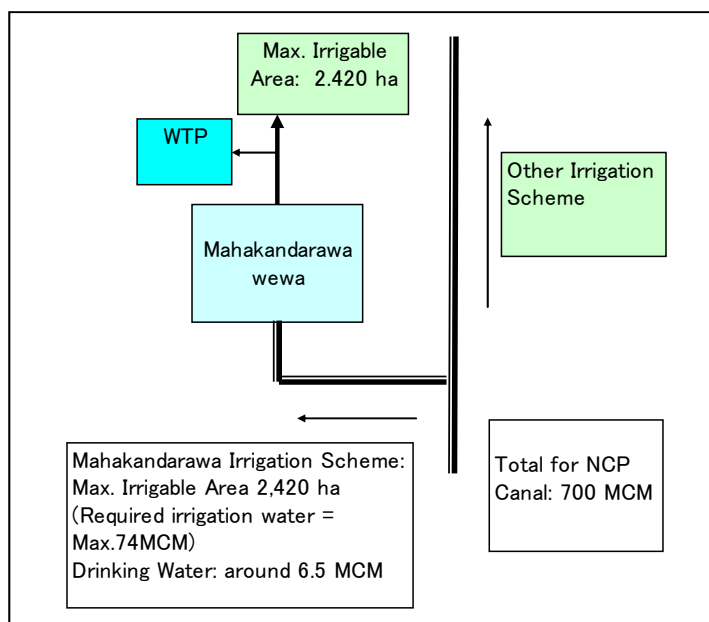 Max. Irrigable
Area: 2.420 ha
WTP
Other Irrigation
Scheme
Mahakandarawa
wewa
Mahakandarawa Irrigation Scheme:
Max. Irrigable Area 2,420 ha
(Required irrigation water =
Max.74MCM)
Drinking Water: around 6.5 MCM
Total for NCP
Canal: 700 MCM